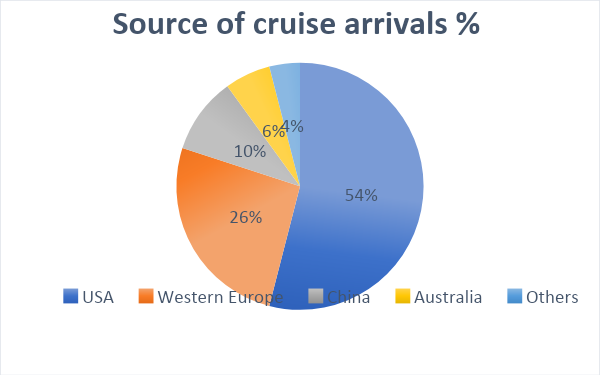 Source of cruise arrivals %
6% 4%
10%
54%
26%
USA Western Europe China Australia Others